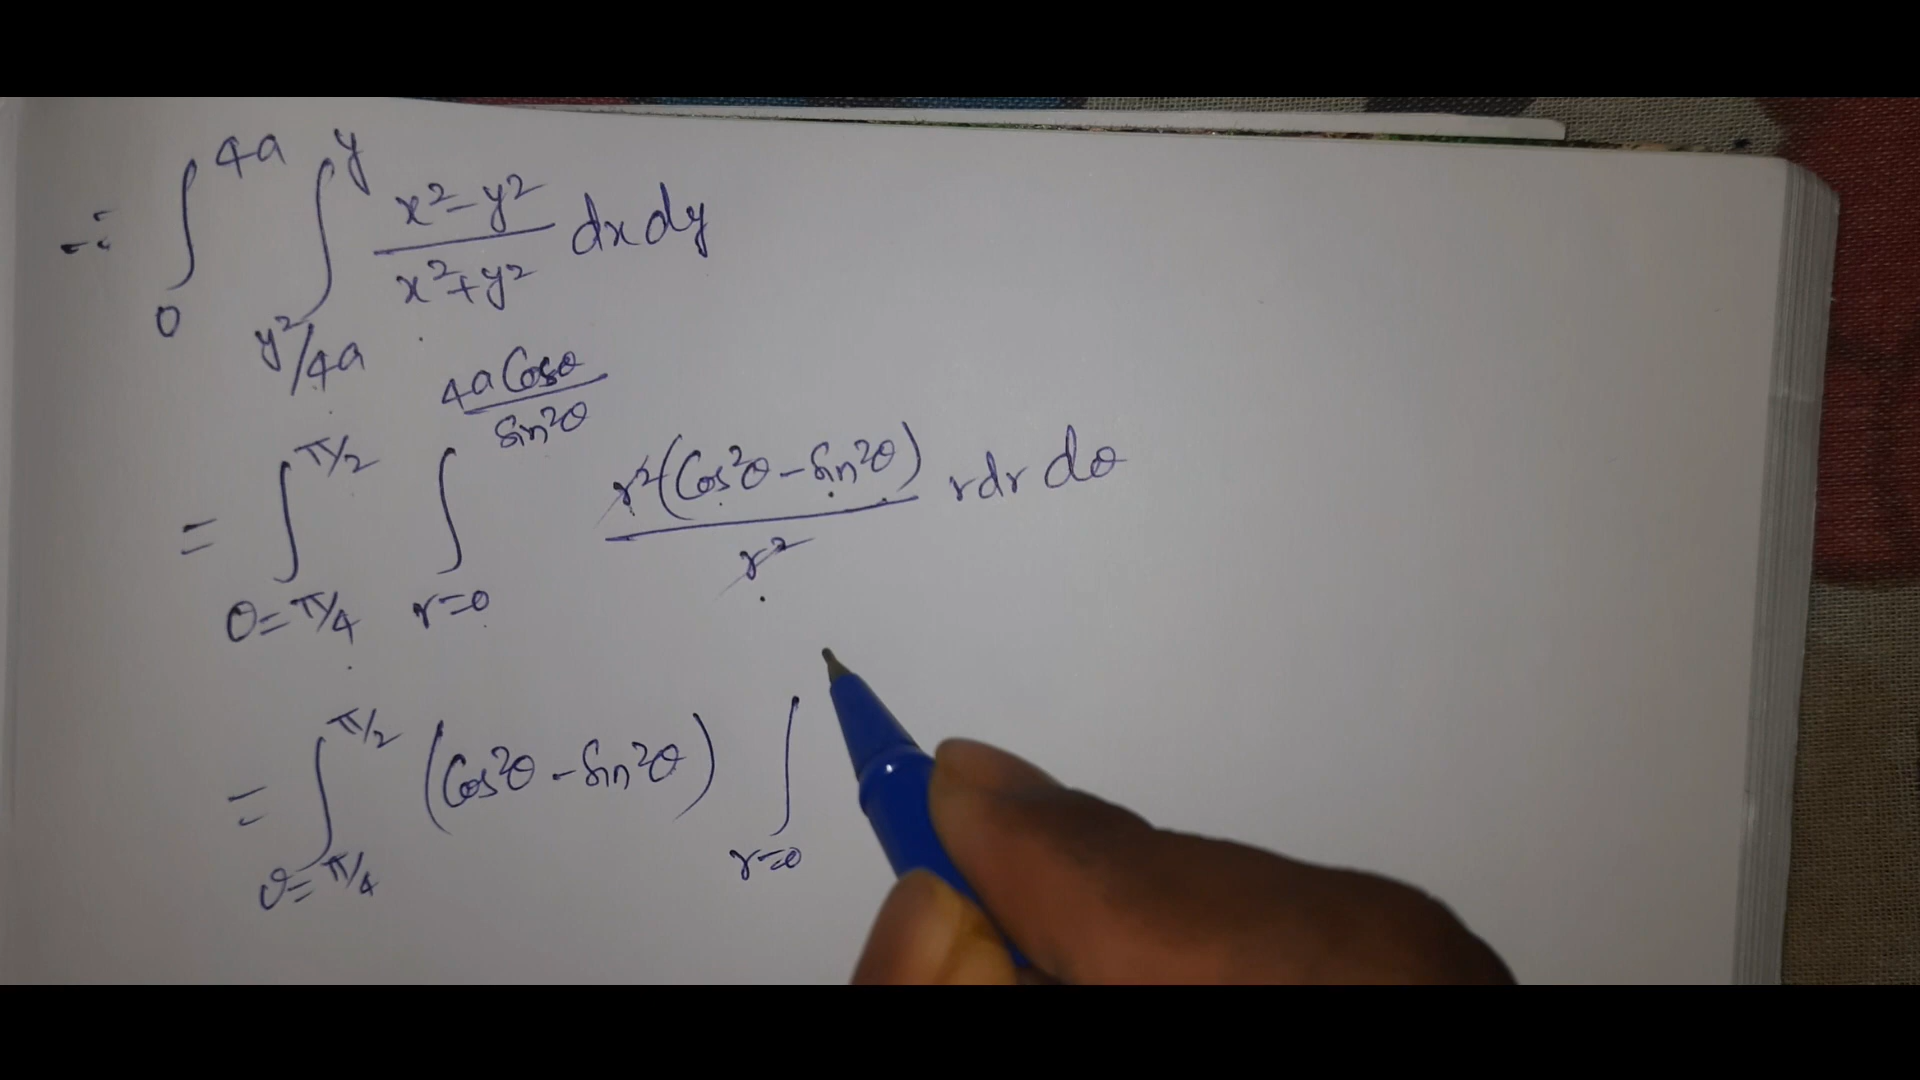 ∴ ∫_0^{4a} ∫_{y²/4a}^{y} (x²-y²)/(x²+y²) dx dy
= ∫_{θ=π/4}^{π/2} ∫_{r=0}^{4a Cosθ/Sin²θ} r²(Cos²θ - Sin²θ)/r² r dr dθ
= ∫_{θ=π/4}^{π/2} (Cos²θ - Sin²θ) ∫_{r=0}